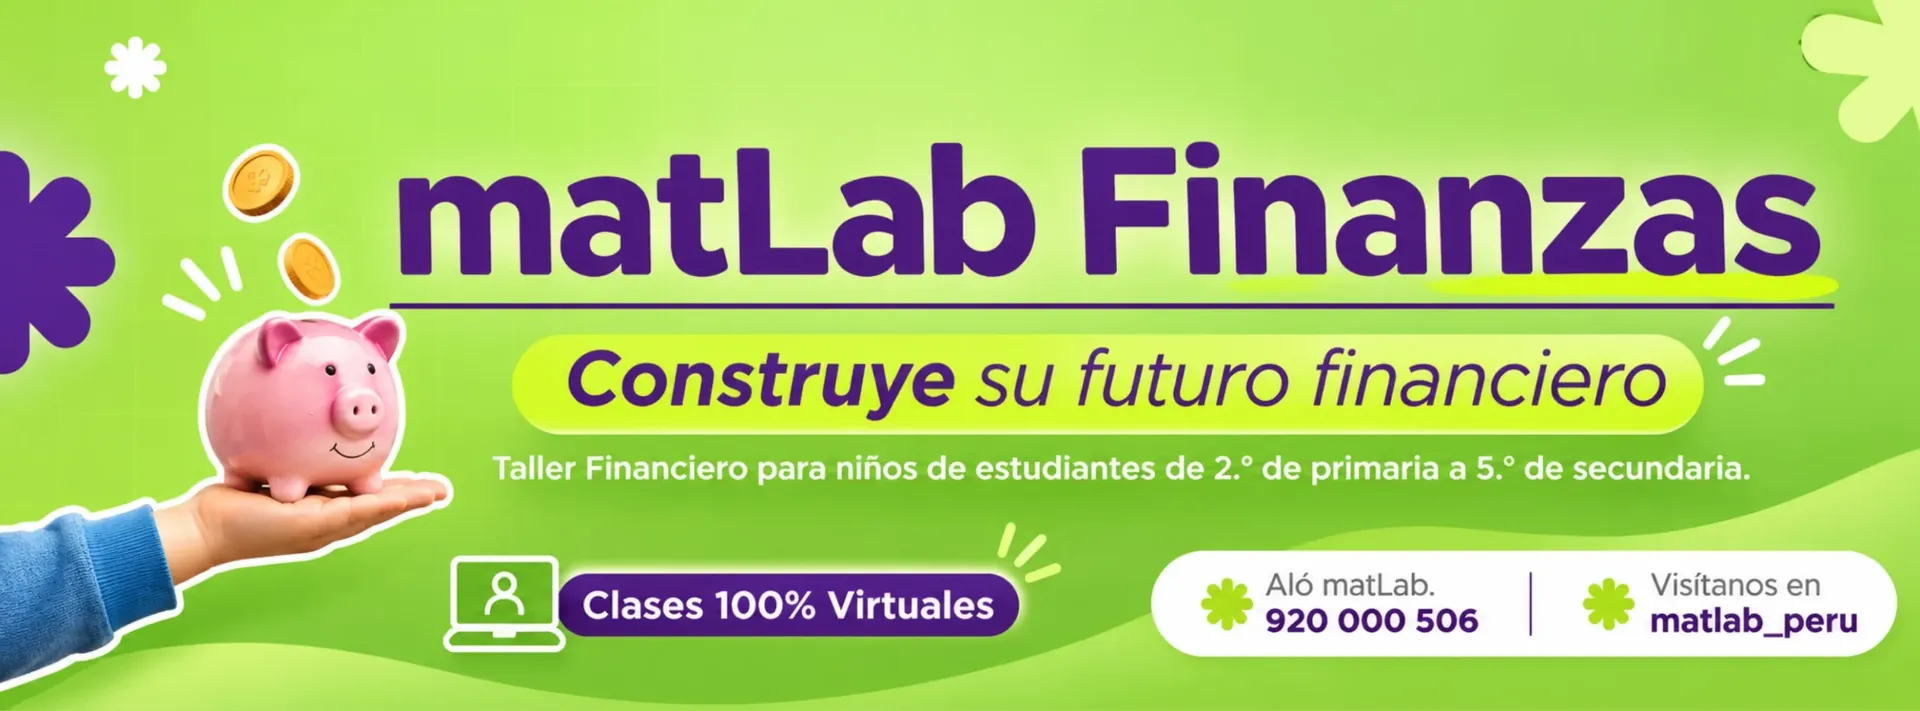 matLab Finanzas
Construye su futuro financiero
Taller Financiero para niños de estudiantes de 2.° de primaria a 5.° de secundaria.
Clases 100% Virtuales
Aló matLab.
920 000 506
Visítanos en
matlab_peru